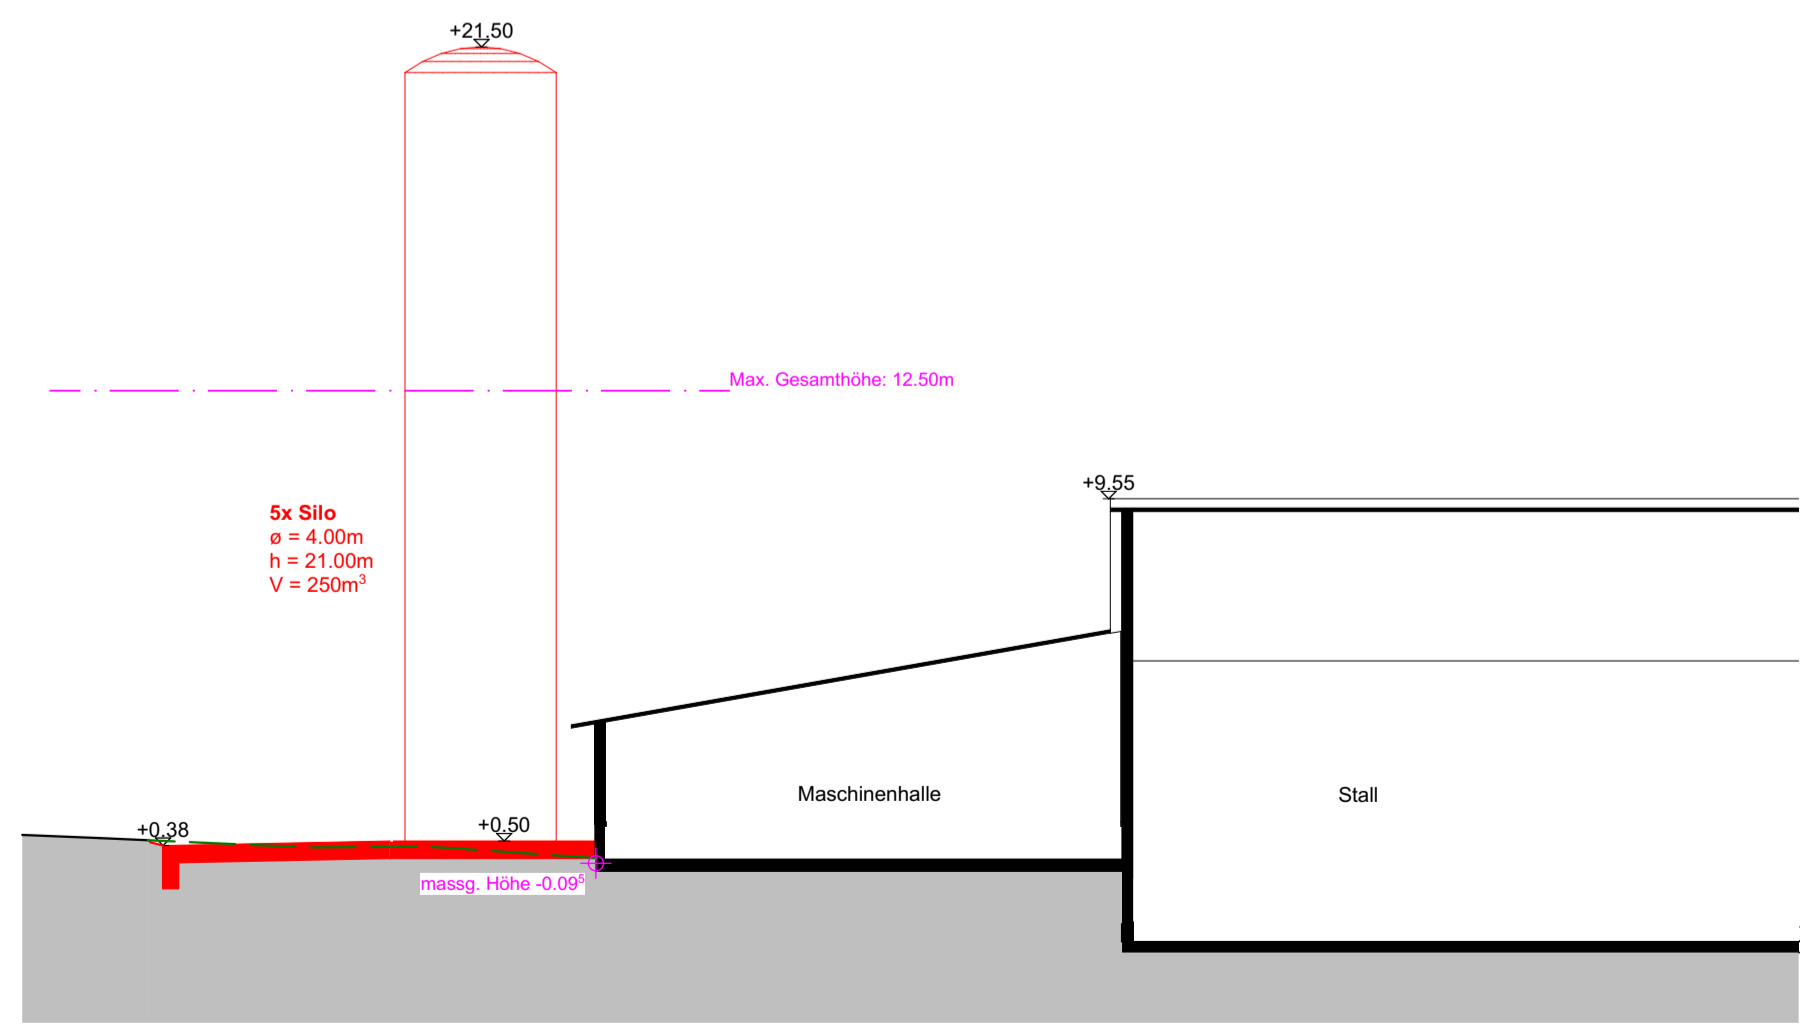 +21.50
Max. Gesamthöhe: 12.50m
+9.55
5x Silo
ø = 4.00m
h = 21.00m
V = 250m³
Maschinenhalle
Stall
+0.38
+0.50
massg. Höhe -0.09⁵